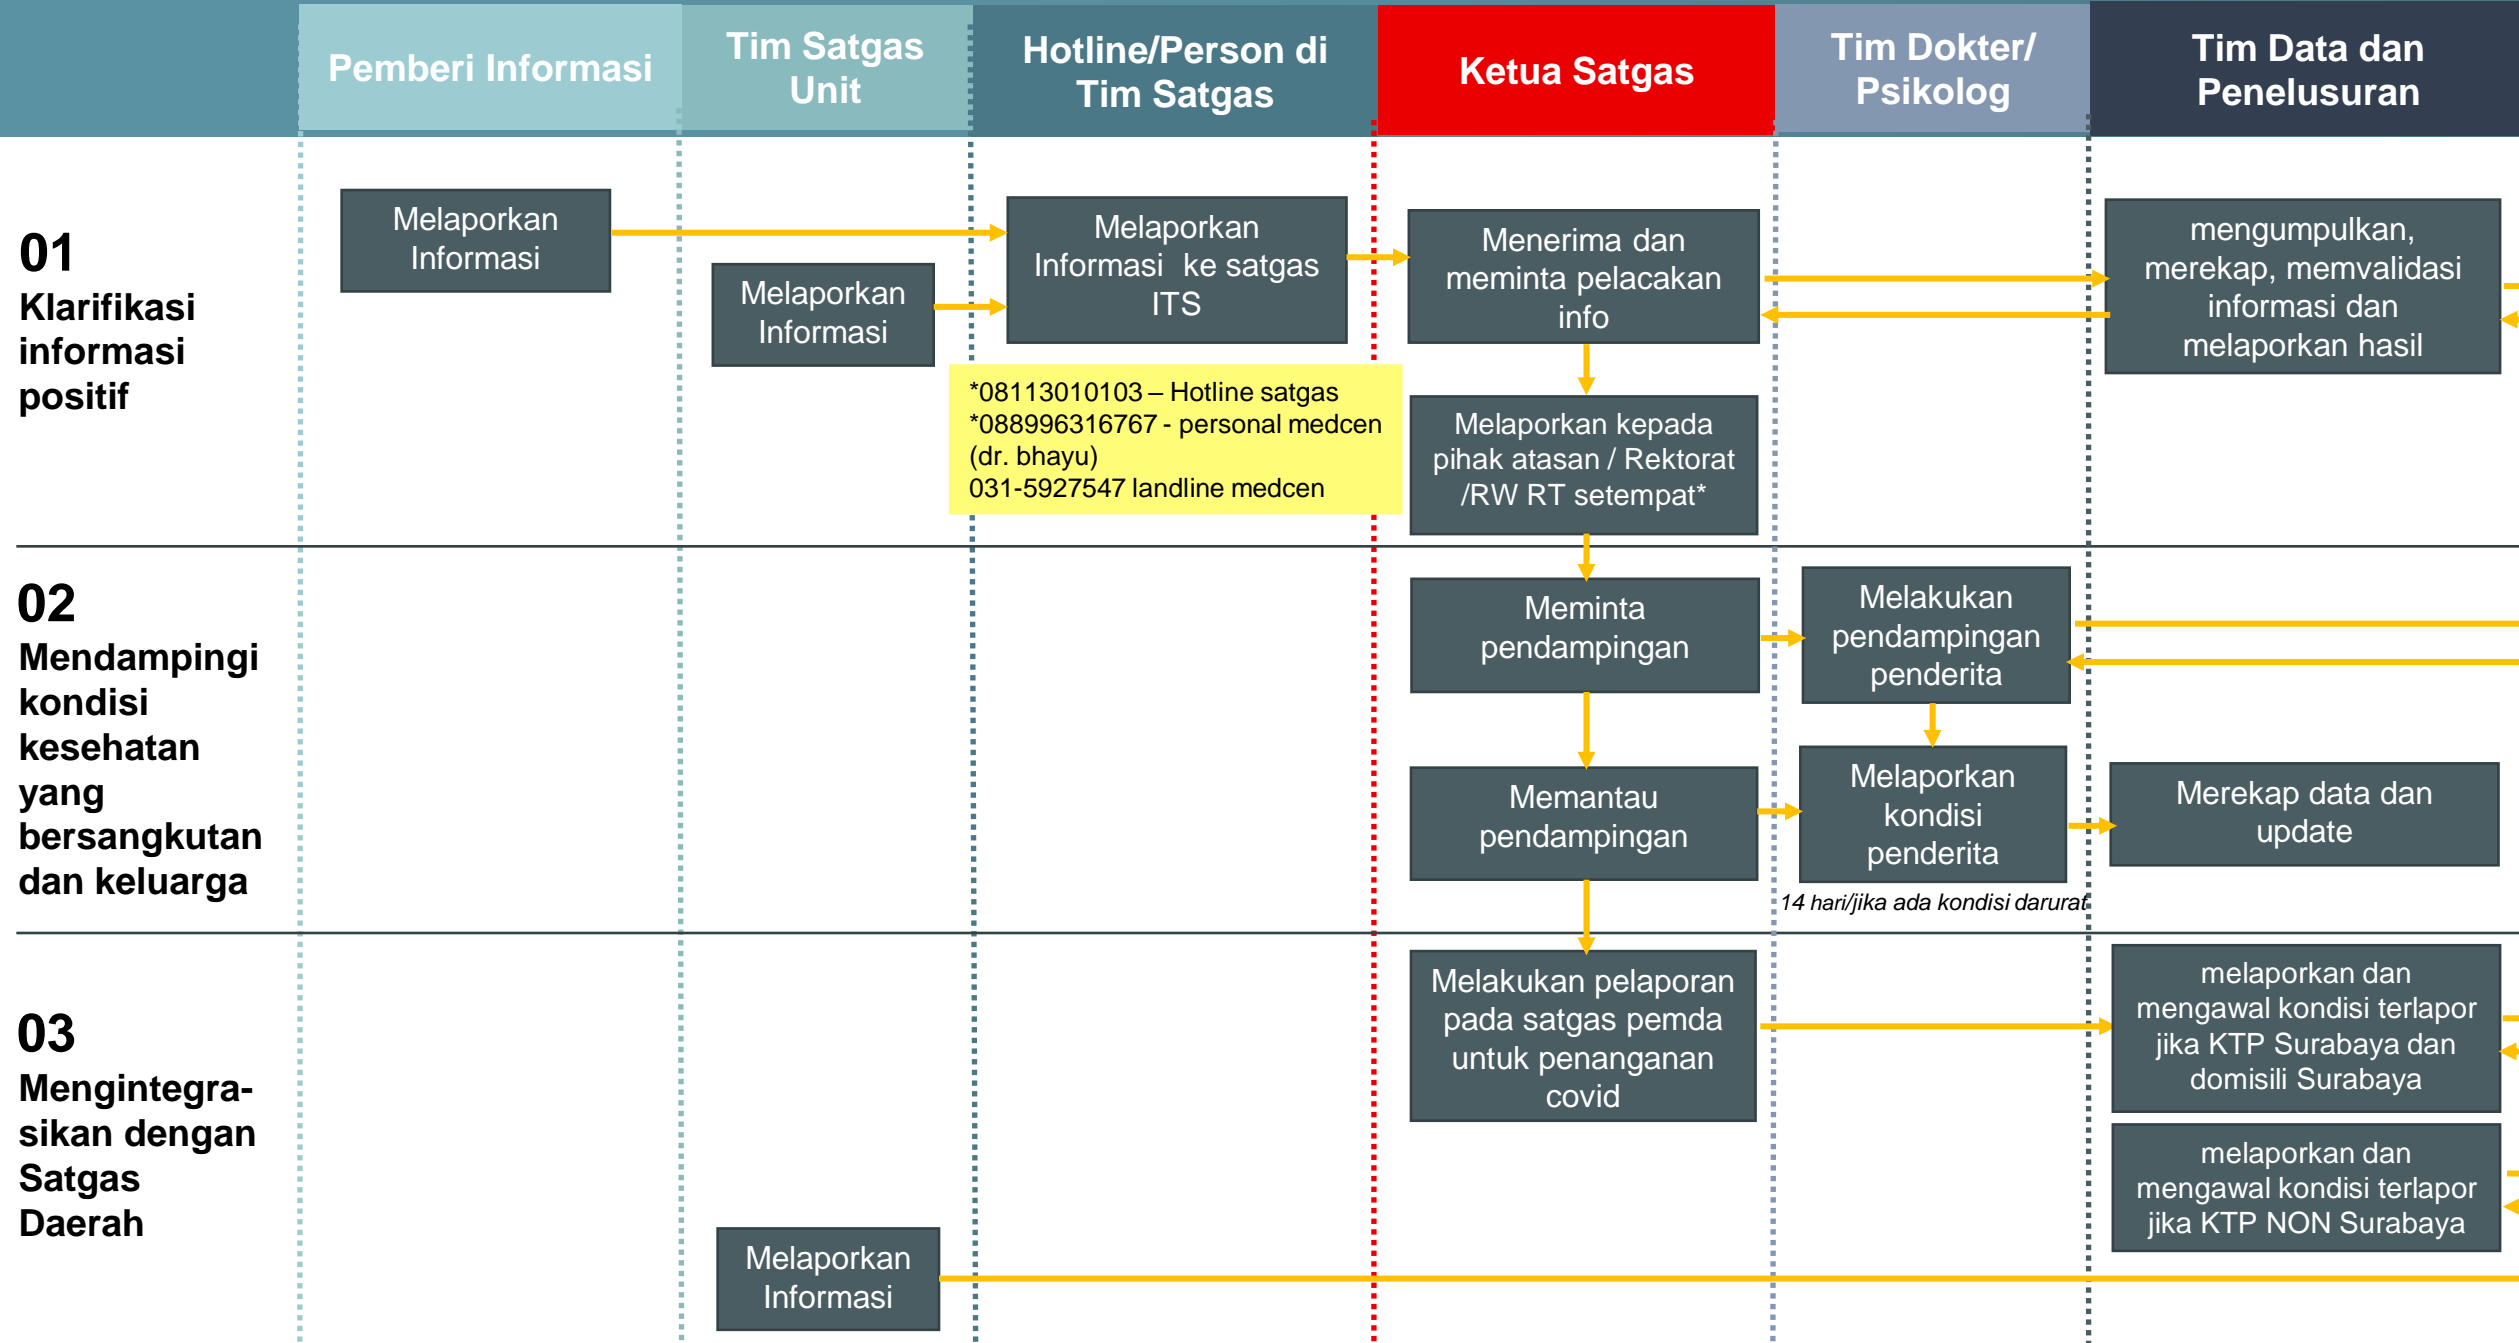 Pemberi Informasi
Tim Satgas
Unit
Hotline/Person di
Tim Satgas
Ketua Satgas
Tim Dokter/
Psikolog
Tim Data dan
Penelusuran
01
Klarifikasi
informasi
positif
Melaporkan
Informasi
Melaporkan
Informasi
Melaporkan
Informasi ke satgas
ITS
*08113010103 – Hotline satgas
*088996316767 - personal medcen
(dr. bhayu)
031-5927547 landline medcen
Menerima dan
meminta pelacakan
info
Melaporkan kepada
pihak atasan / Rektorat
/RW RT setempat*
mengumpulkan,
merekap, memvalidasi
informasi dan
melaporkan hasil
02
Mendampingi
kondisi
kesehatan
yang
bersangkutan
dan keluarga
Meminta
pendampingan
Melakukan
pendampingan
penderita
Memantau
pendampingan
Melaporkan
kondisi
penderita
14 hari/jika ada kondisi darurat
Merekap data dan
update
03
Mengintegra-
sikan dengan
Satgas
Daerah
Melaporkan
Informasi
Melakukan pelaporan
pada satgas pemda
untuk penanganan
covid
melaporkan dan
mengawal kondisi terlapor
jika KTP Surabaya dan
domisili Surabaya
melaporkan dan
mengawal kondisi terlapor
jika KTP NON Surabaya